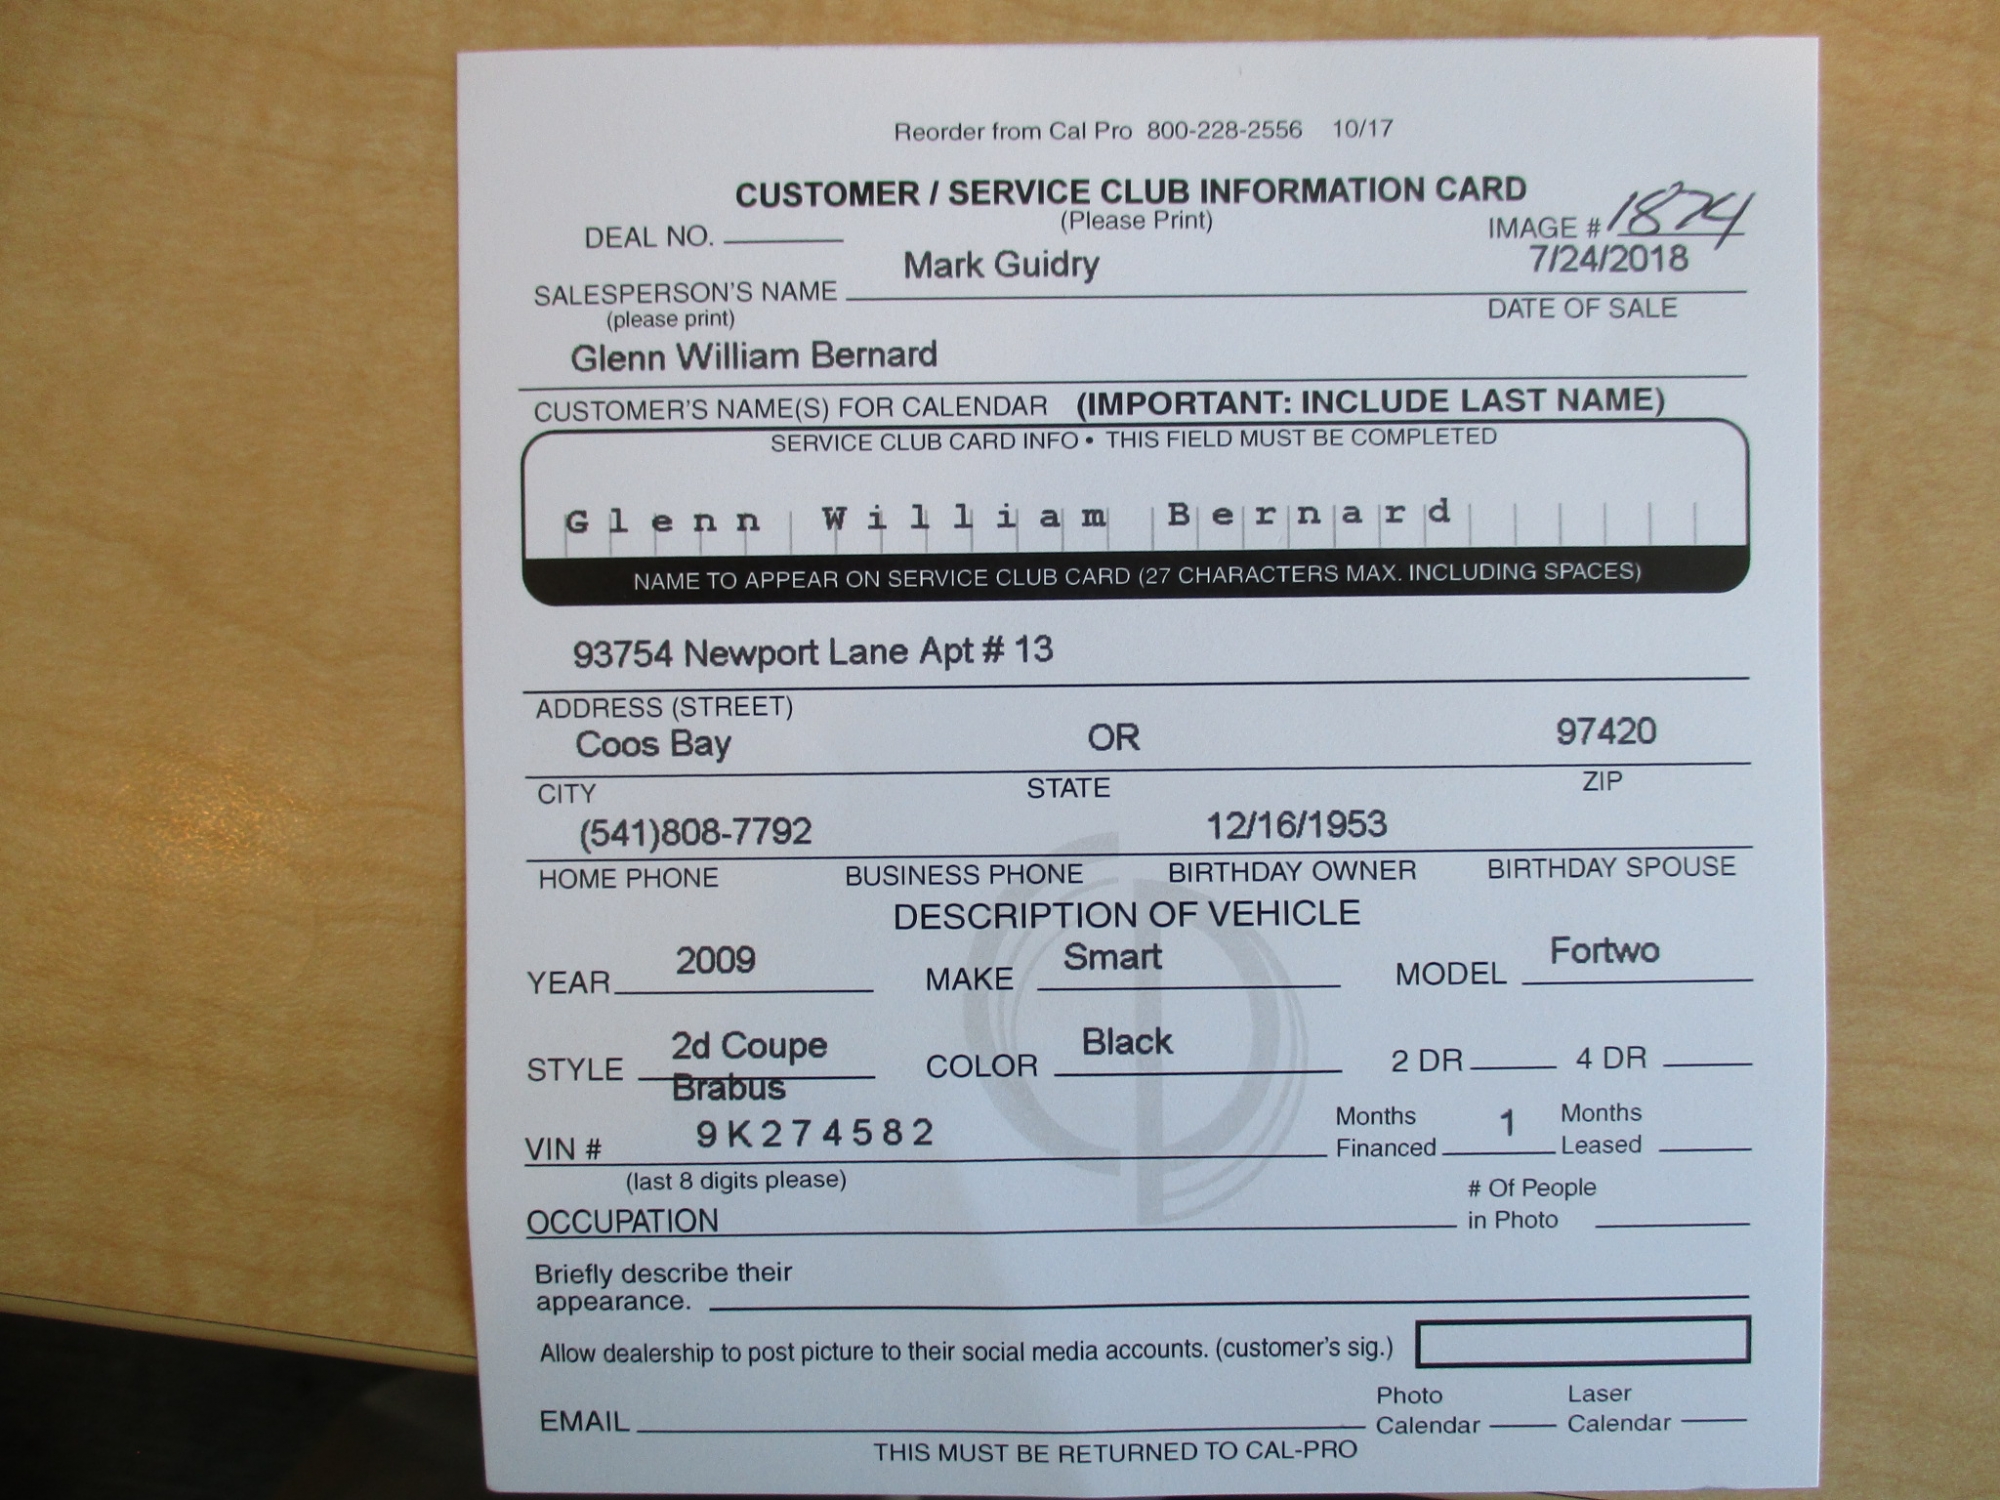 Reorder from Cal Pro 800-228-2556 10/17
CUSTOMER / SERVICE CLUB INFORMATION CARD
(Please Print)
DEAL NO. IMAGE # 1874
Mark Guidry 7/24/2018
SALESPERSON'S NAME DATE OF SALE
(please print)
Glenn William Bernard
CUSTOMER'S NAME(S) FOR CALENDAR (IMPORTANT: INCLUDE LAST NAME)
SERVICE CLUB CARD INFO • THIS FIELD MUST BE COMPLETED
Glenn William Bernard
NAME TO APPEAR ON SERVICE CLUB CARD (27 CHARACTERS MAX. INCLUDING SPACES)
93754 Newport Lane Apt # 13
ADDRESS (STREET)
Coos Bay OR 97420
CITY STATE ZIP
(541)808-7792 12/16/1953
HOME PHONE BUSINESS PHONE BIRTHDAY OWNER BIRTHDAY SPOUSE
DESCRIPTION OF VEHICLE
YEAR 2009 MAKE Smart MODEL Fortwo
STYLE 2d Coupe COLOR Black 2 DR 4 DR
Brabus
VIN # 9K274582 Months Financed 1 Months Leased
(last 8 digits please)
OCCUPATION # Of People in Photo
Briefly describe their
appearance.
Allow dealership to post picture to their social media accounts. (customer's sig.)
EMAIL Photo Calendar Laser Calendar
THIS MUST BE RETURNED TO CAL-PRO